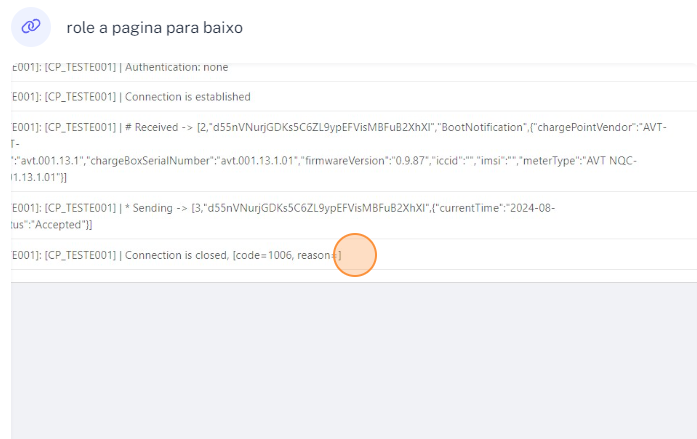 role a pagina para baixo
E001]: [CP_TESTE001] | Authentication: none
E001]: [CP_TESTE001] | Connection is established
E001]: [CP_TESTE001] | # Received -> [2,"d55nVNurjGDKs5C6ZL9ypEFVisMBFuB2XhXI","BootNotification",{"chargePointVendor":"AVT-
T-
":"avt.001.13.1","chargeBoxSerialNumber":"avt.001.13.1.01","firmwareVersion":"0.9.87","iccid":"","imsi":"","meterType":"AVT NQC-
)1.13.1.01"}]
E001]: [CP_TESTE001] | * Sending -> [3,"d55nVNurjGDKs5C6ZL9ypEFVisMBFuB2XhXI",{"currentTime":"2024-08-
tus":"Accepted"}]
E001]: [CP_TESTE001] | Connection is closed, [code=1006, reason=]